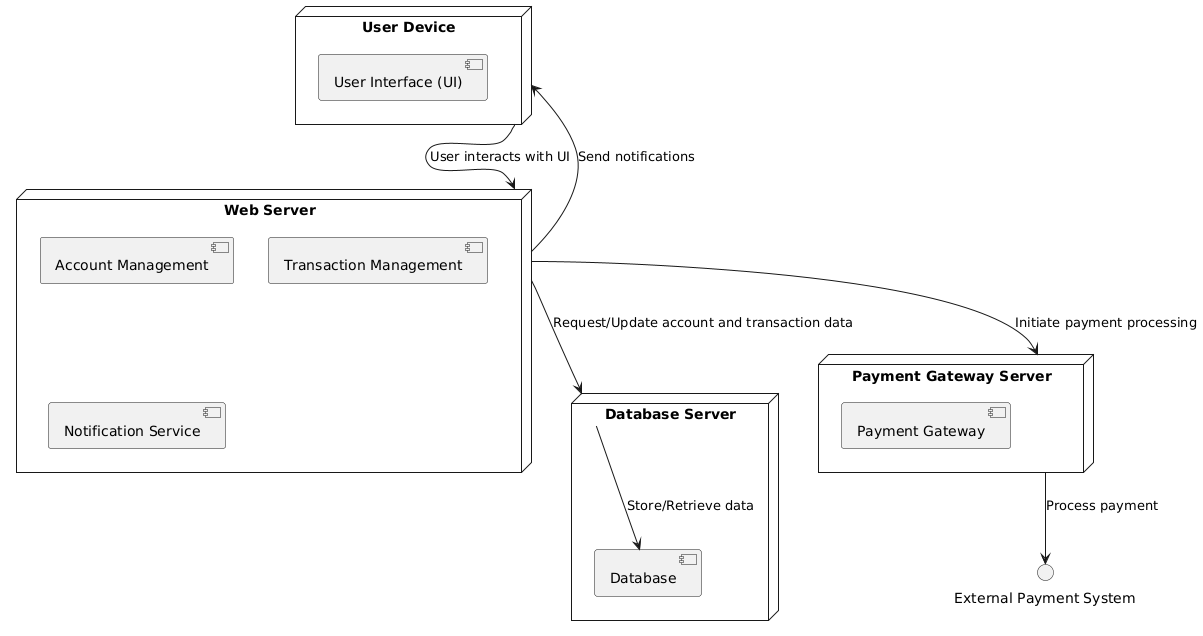 User Device
User Interface (UI)
User interacts with UI
Send notifications
Web Server
Account Management
Transaction Management
Notification Service
Request/Update account and transaction data
Initiate payment processing
Payment Gateway Server
Payment Gateway
Database Server
Store/Retrieve data
Database
Process payment
External Payment System